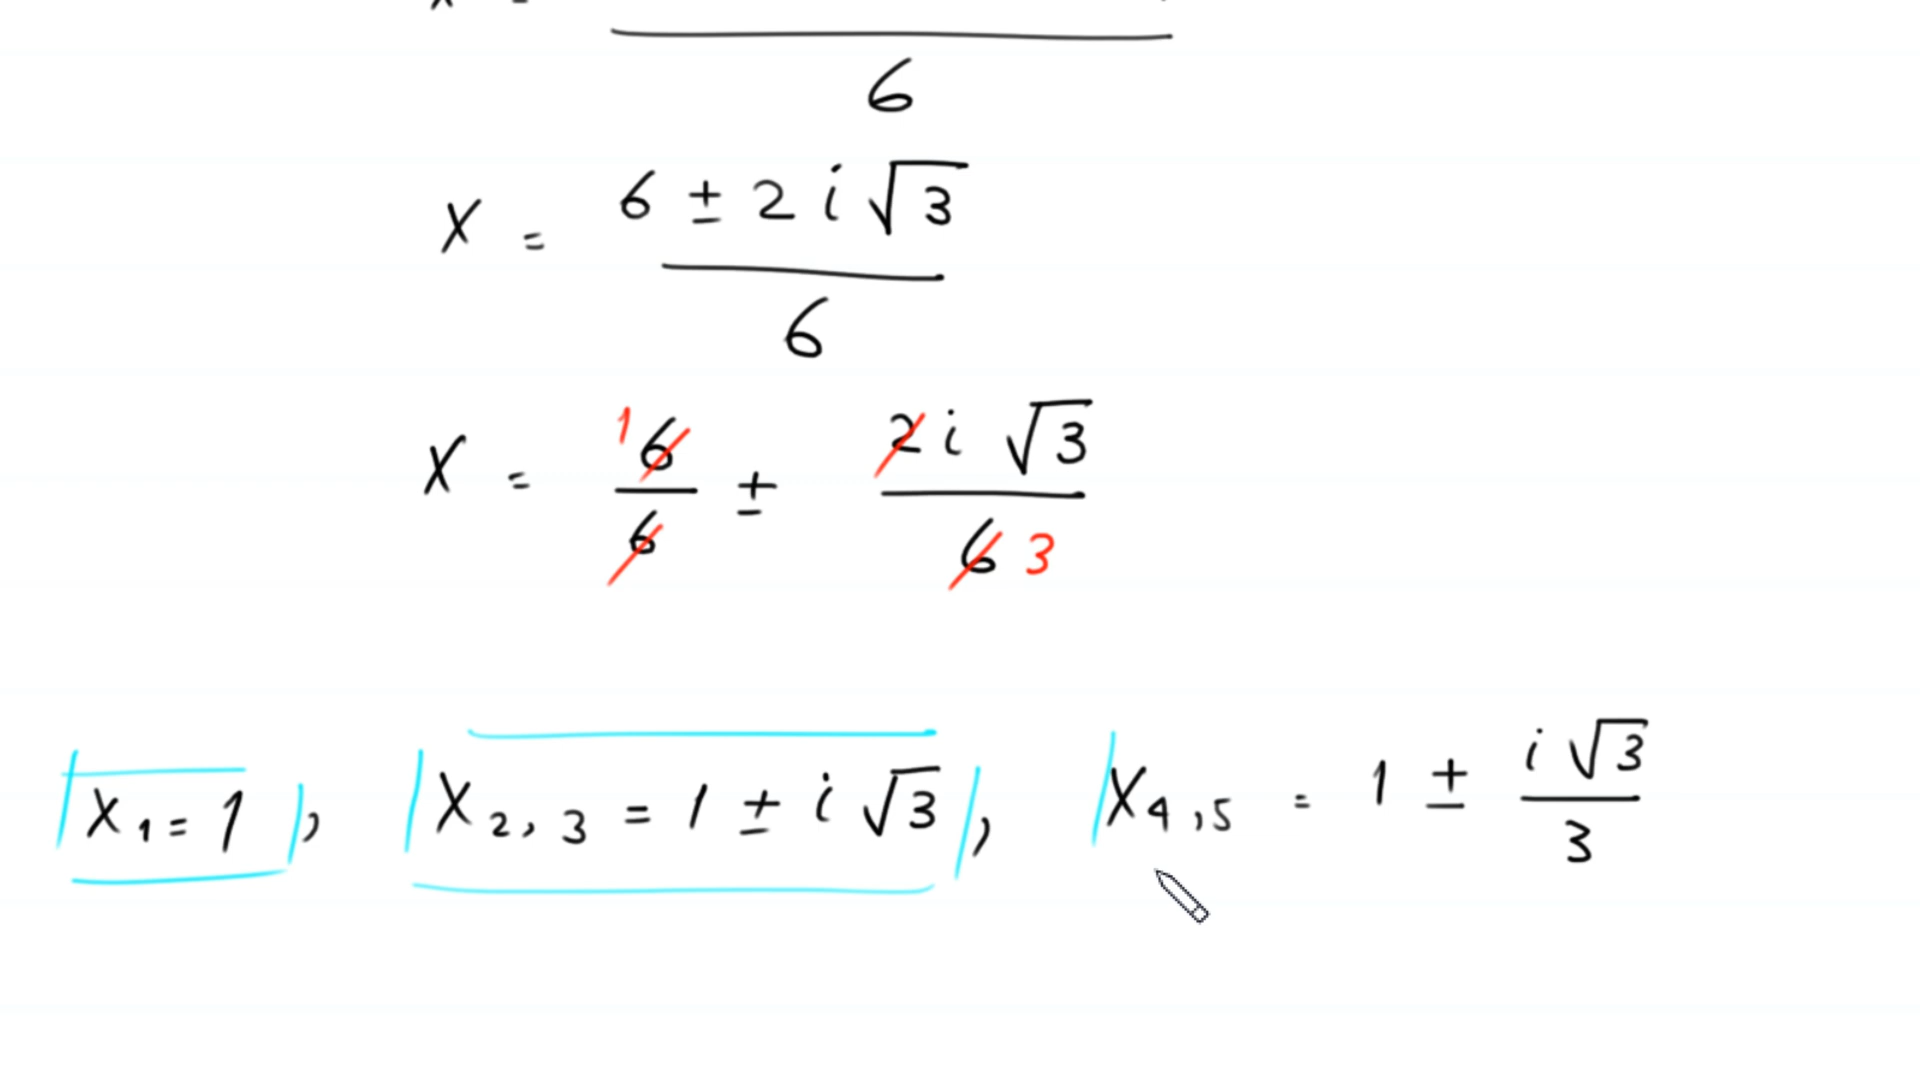 6
X = 6 ± 2 i √3
6
X = 1 6 / 6 ± 2 i √3 / 6 3
X₁ = 1 , X₂,₃ = 1 ± i √3 , X₄,₅ = 1 ± i √3 / 3